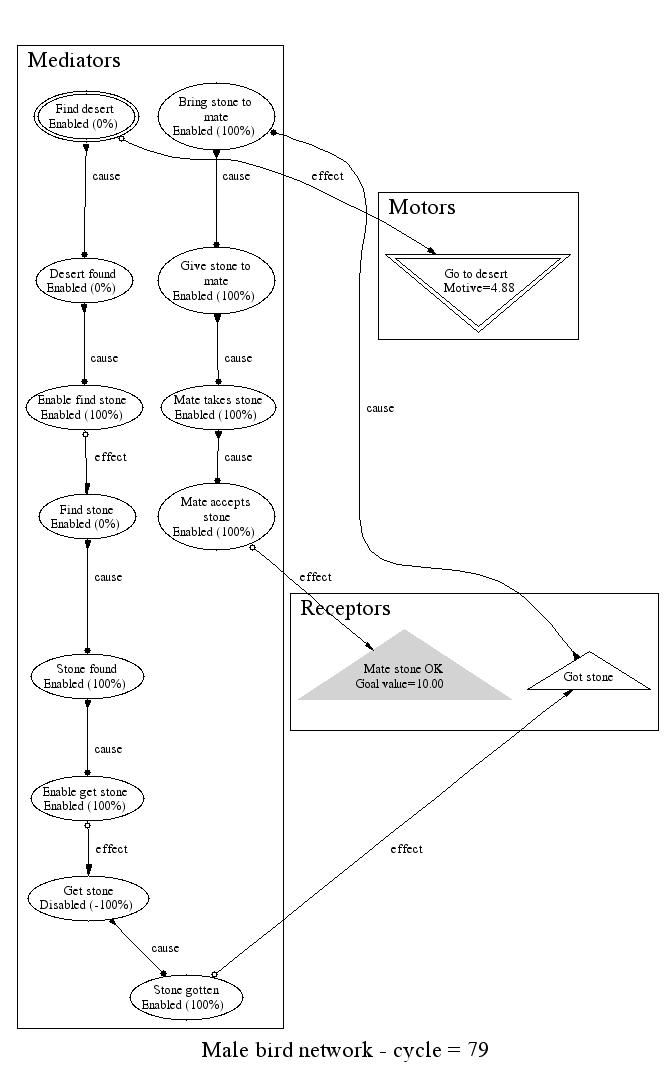 Mediators
Find desert
Enabled (0%)
Bring stone to
mate
Enabled (100%)
cause
cause
effect
Motors
Go to desert
Motive=4.88
Desert found
Enabled (0%)
Give stone to
mate
Enabled (100%)
cause
cause
cause
Enable find stone
Enabled (100%)
Mate takes stone
Enabled (100%)
effect
cause
Find stone
Enabled (0%)
Mate accepts
stone
Enabled (100%)
cause
effect
Receptors
Mate stone OK
Goal value=10.00
Got stone
Stone found
Enabled (100%)
cause
Enable get stone
Enabled (100%)
effect
effect
Get stone
Disabled (-100%)
cause
Stone gotten
Enabled (100%)
Male bird network - cycle = 79